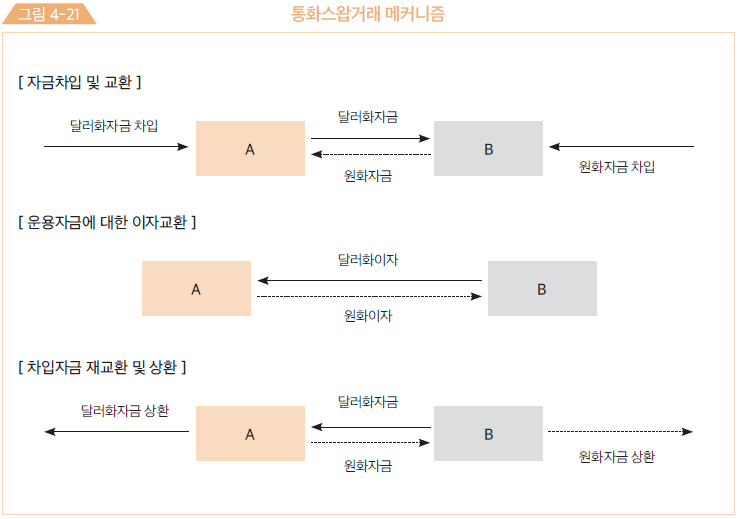 그림 4-21
통화스왑거래 메커니즘
[ 자금차입 및 교환 ]
달러화자금 차입
A
달러화자금
원화자금
B
원화자금 차입
[ 운용자금에 대한 이자교환 ]
A
달러화이자
원화이자
B
[ 차입자금 재교환 및 상환 ]
달러화자금 상환
A
달러화자금
원화자금
B
원화자금 상환